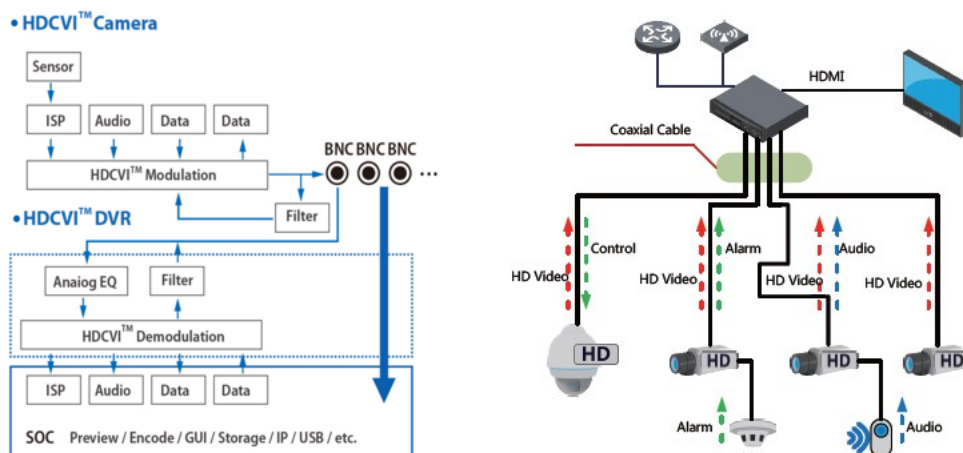 • HDCVI™ Camera
Sensor
ISP Audio Data Data
HDCVI™ Modulation
BNC BNC BNC
...
Filter
• HDCVI™ DVR
Anaiog EQ Filter
HDCVI™ Demodulation
ISP Audio Data Data
SOC Preview / Encode / GUI / Storage / IP / USB / etc.
HDMI
Coaxial Cable
Control Alarm Audio
HD Video HD Video HD Video HD Video
HD HD HD HD
Alarm Audio